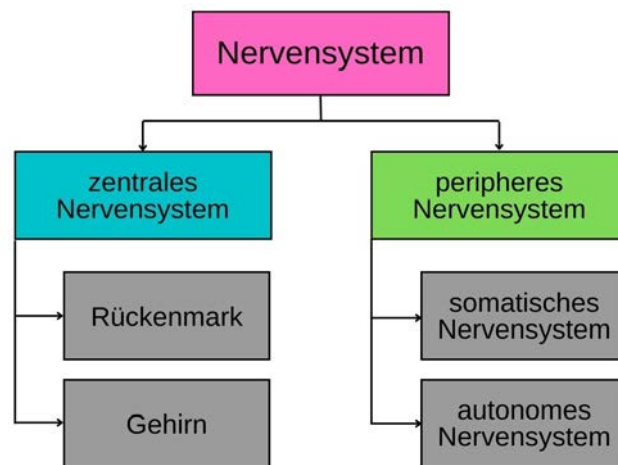 Nervensystem
zentrales
Nervensystem
peripheres
Nervensystem
Rückenmark
somatisches
Nervensystem
Gehirn
autonomes
Nervensystem